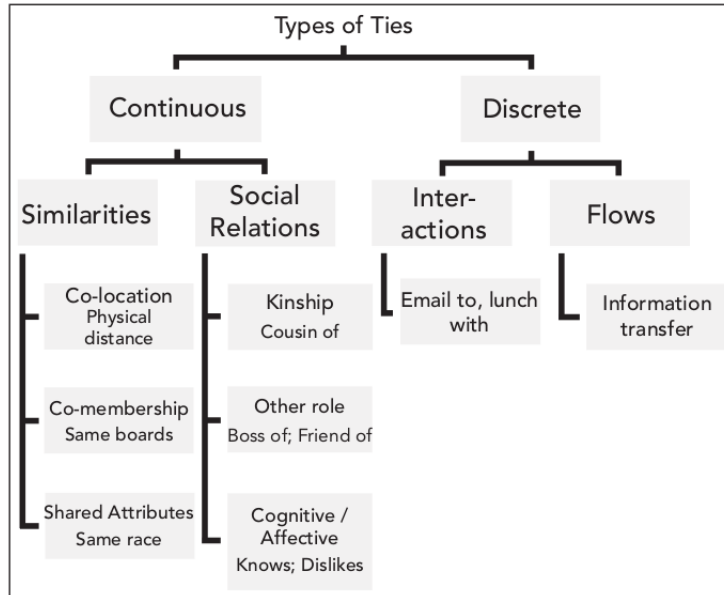 Types of Ties
Continuous
Discrete
Similarities
Social
Relations
Inter-
actions
Flows
Co-location
Physical
distance
Kinship
Cousin of
Email to, lunch
with
Information
transfer
Co-membership
Same boards
Other role
Boss of; Friend of
Shared Attributes
Same race
Cognitive /
Affective
Knows; Dislikes